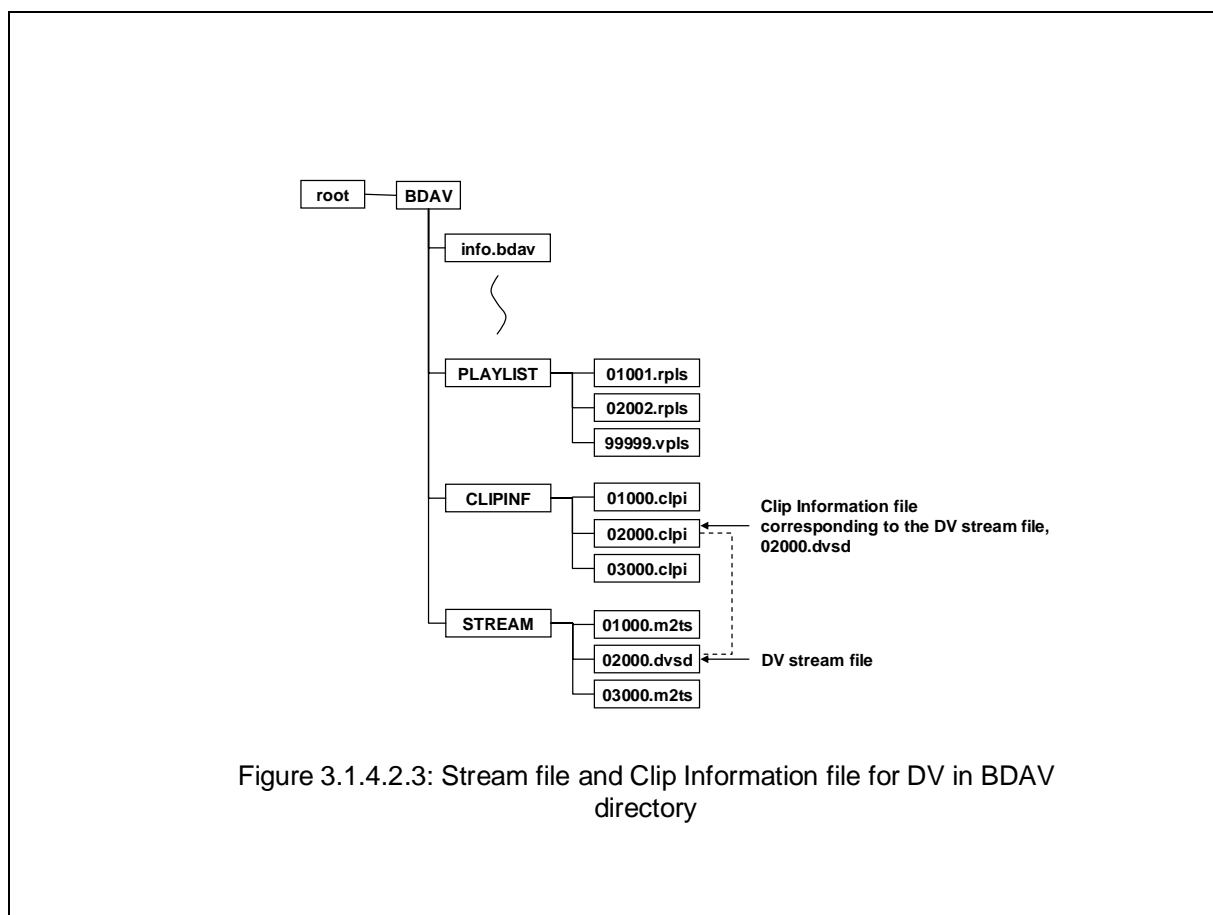 root
BDAV
info.bdav
PLAYLIST
01001.rpls
02002.rpls
99999.vpls
CLIPINF
01000.clpi
02000.clpi
03000.clpi
Clip Information file
corresponding to the DV stream file,
02000.dvsd
STREAM
01000.m2ts
02000.dvsd
03000.m2ts
DV stream file
Figure 3.1.4.2.3: Stream file and Clip Information file for DV in BDAV
directory